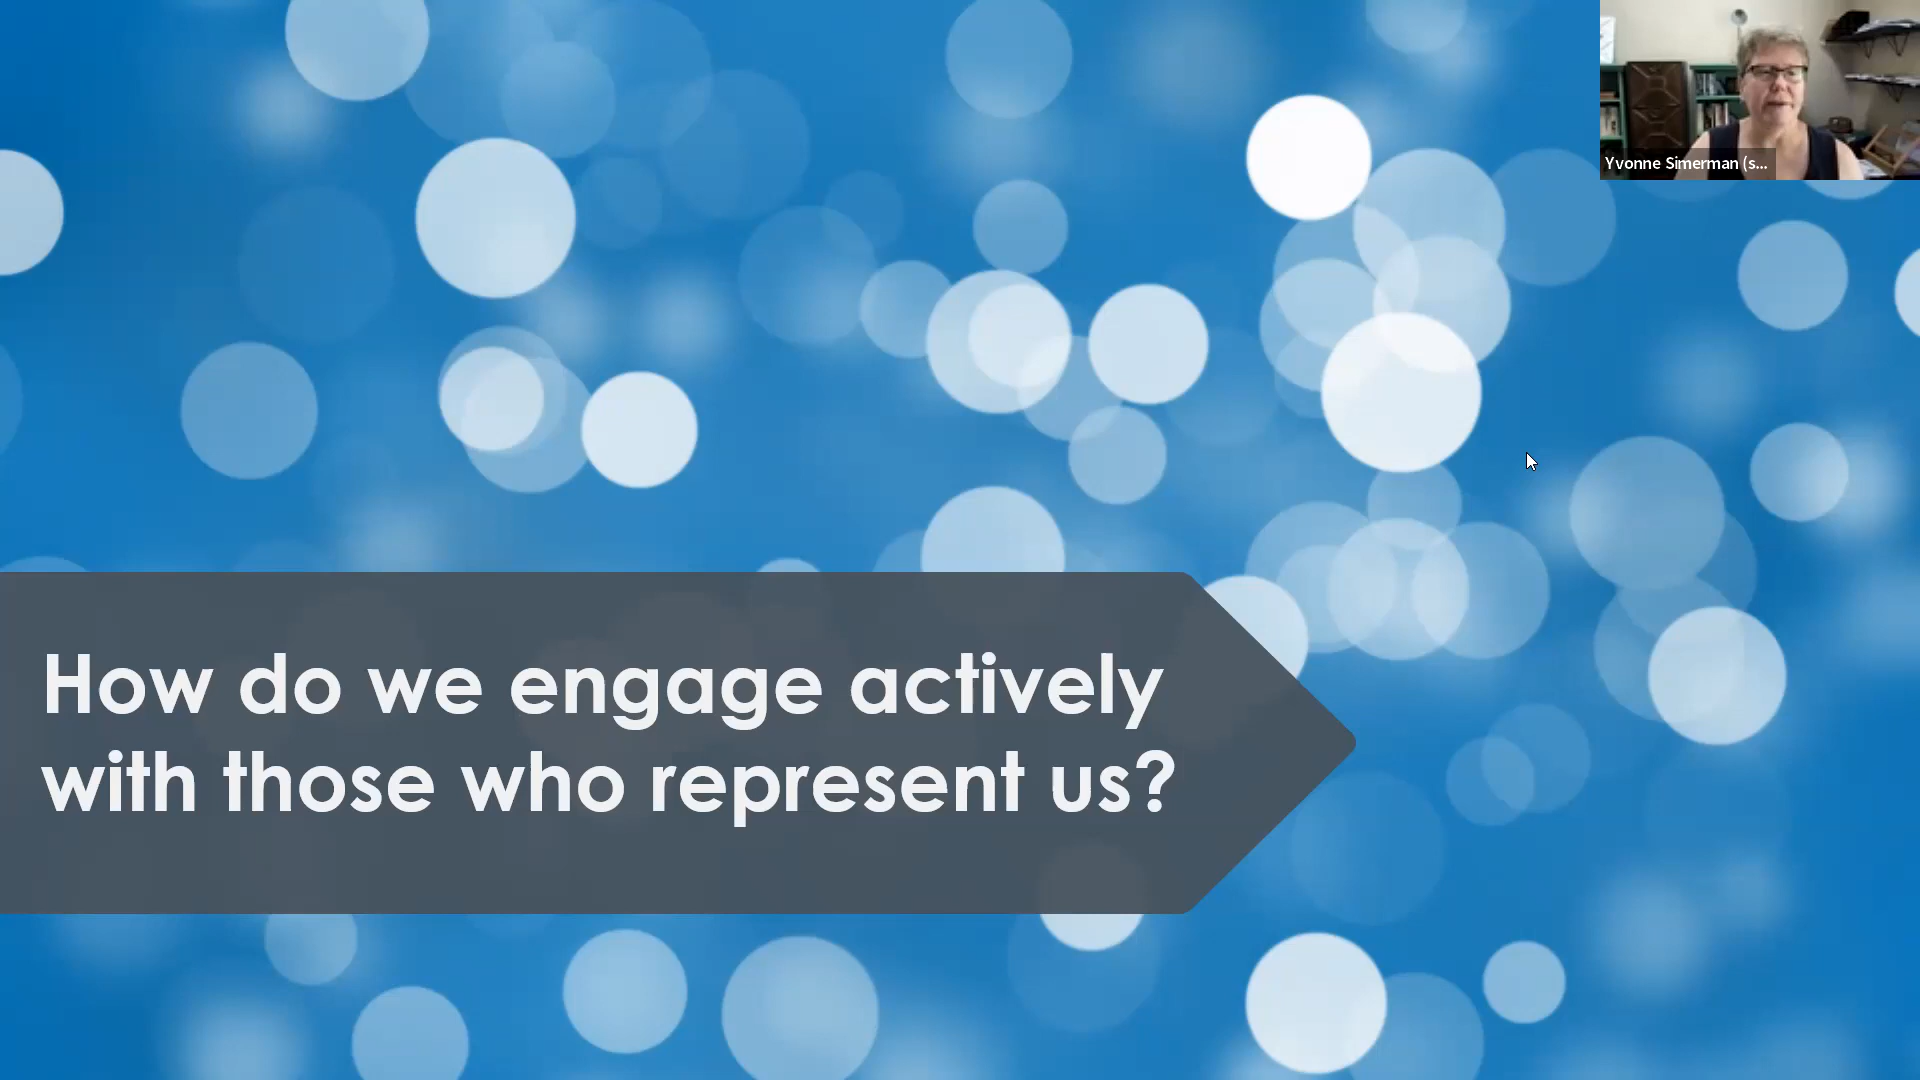 Yvonne Simerman (s...
How do we engage actively
with those who represent us?